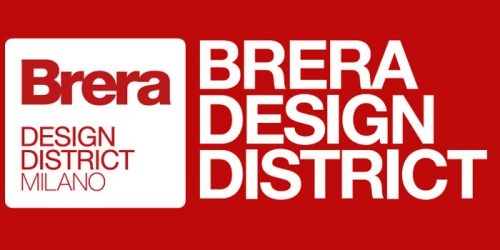 Brera
DESIGN
DISTRICT
MILANO
BRERA
DESIGN
DISTRICT